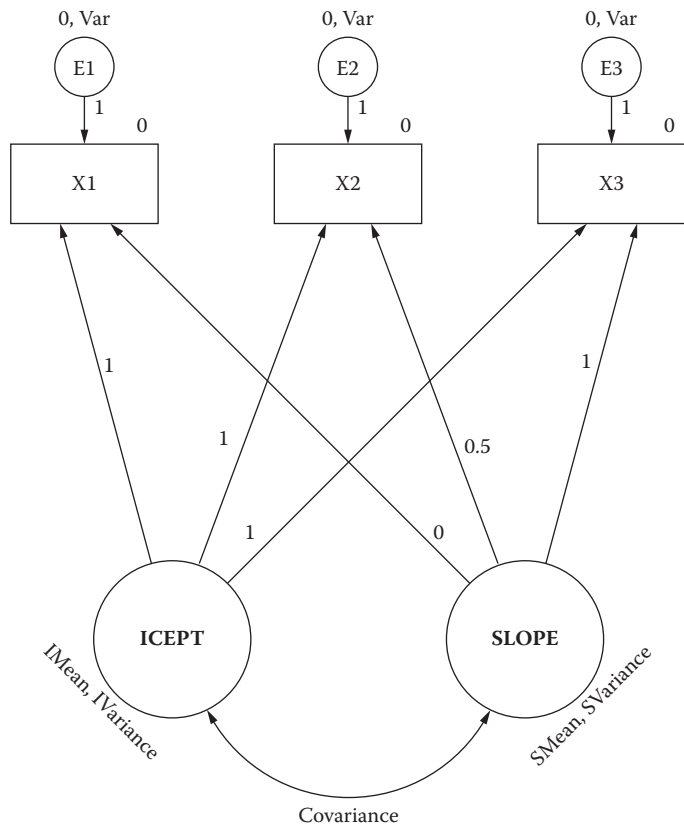 0, Var
0, Var
0, Var
E1
E2
E3
1
1
1
0
0
0
X1
X2
X3
1
1
1
0
0.5
1
ICEPT
SLOPE
IMean, IVariance
SMean, SVariance
Covariance